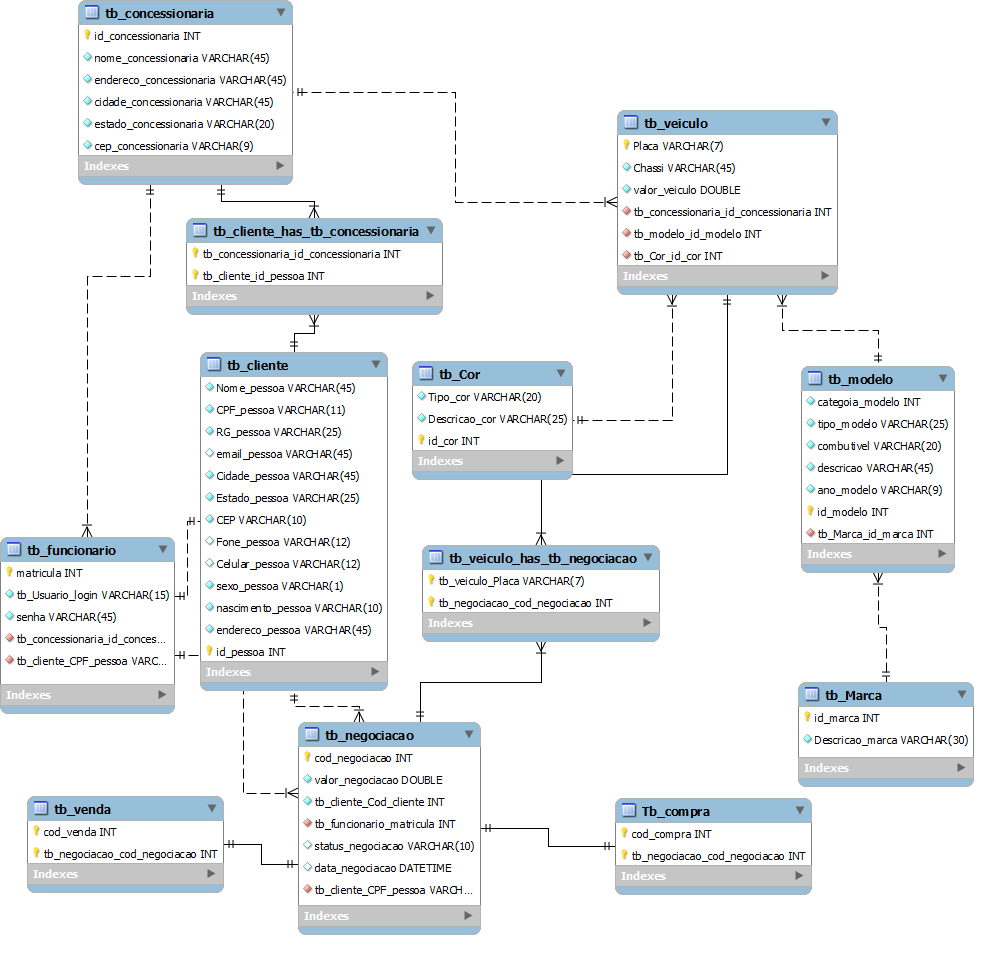 tb_concessionaria
id_concessionaria INT
nome_concessionaria VARCHAR(45)
endereco_concessionaria VARCHAR(45)
cidade_concessionaria VARCHAR(45)
estado_concessionaria VARCHAR(20)
cep_concessionaria VARCHAR(9)
Indexes
tb_veiculo
Placa VARCHAR(7)
Chassi VARCHAR(45)
valor_veiculo DOUBLE
tb_concessionaria_id_concessionaria INT
tb_modelo_id_modelo INT
tb_Cor_id_cor INT
Indexes
tb_cliente_has_tb_concessionaria
tb_concessionaria_id_concessionaria INT
tb_cliente_id_pessoa INT
Indexes
tb_cliente
Nome_pessoa VARCHAR(45)
CPF_pessoa VARCHAR(11)
RG_pessoa VARCHAR(25)
email_pessoa VARCHAR(45)
Cidade_pessoa VARCHAR(45)
Estado_pessoa VARCHAR(25)
CEP VARCHAR(10)
Fone_pessoa VARCHAR(12)
Celular_pessoa VARCHAR(12)
sexo_pessoa VARCHAR(1)
nascimento_pessoa VARCHAR(10)
endereco_pessoa VARCHAR(45)
id_pessoa INT
Indexes
tb_Cor
Tipo_cor VARCHAR(20)
Descricao_cor VARCHAR(25)
id_cor INT
Indexes
tb_modelo
categoia_modelo INT
tipo_modelo VARCHAR(25)
combutivel VARCHAR(20)
descricao VARCHAR(45)
ano_modelo VARCHAR(9)
id_modelo INT
tb_Marca_id_marca INT
Indexes
tb_funcionario
matricula INT
tb_Usuario_login VARCHAR(15)
senha VARCHAR(45)
tb_concessionaria_id_conces...
tb_cliente_CPF_pessoa VARC...
Indexes
tb_veiculo_has_tb_negociacao
tb_veiculo_Placa VARCHAR(7)
tb_negociacao_cod_negociacao INT
Indexes
tb_Marca
id_marca INT
Descricao_marca VARCHAR(30)
Indexes
tb_negociacao
cod_negociacao INT
valor_negociacao DOUBLE
tb_cliente_Cod_cliente INT
tb_funcionario_matricula INT
status_negociacao VARCHAR(10)
data_negociacao DATETIME
tb_cliente_CPF_pessoa VARCH...
Indexes
tb_venda
cod_venda INT
tb_negociacao_cod_negociacao INT
Indexes
Tb_compra
cod_compra INT
tb_negociacao_cod_negociacao INT
Indexes